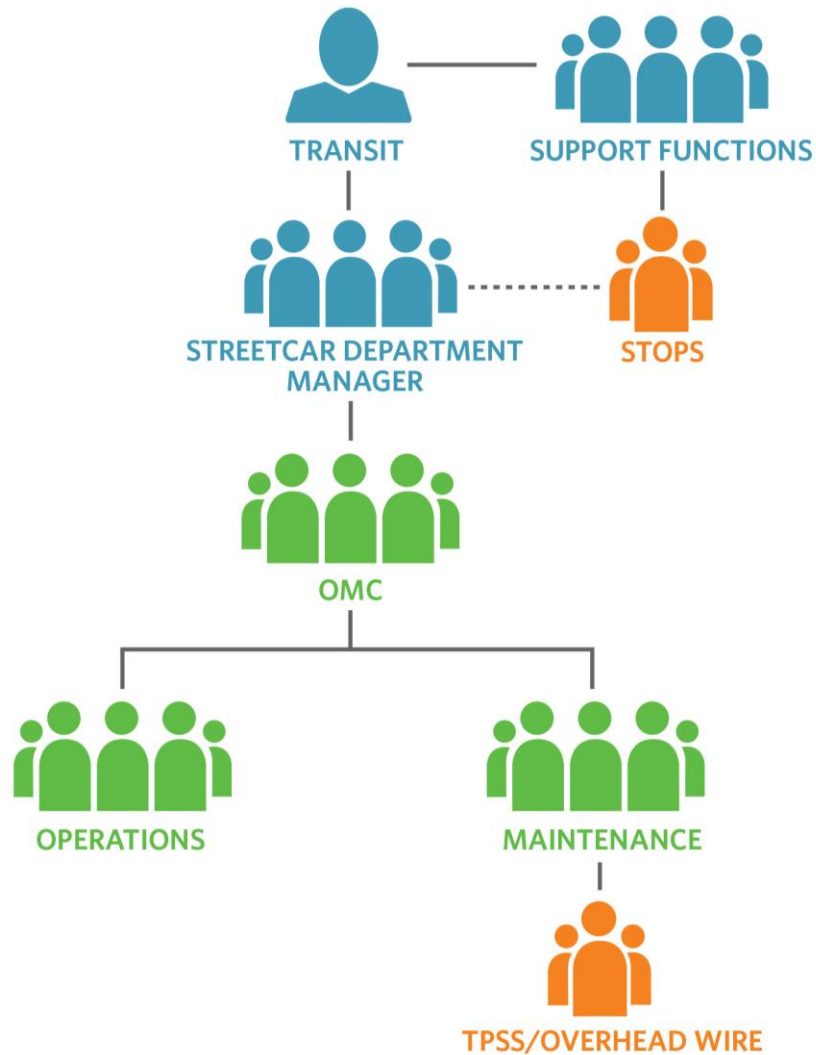 TRANSIT
SUPPORT FUNCTIONS
STREETCAR DEPARTMENT
MANAGER
STOPS
OMC
OPERATIONS
MAINTENANCE
TPSS/OVERHEAD WIRE